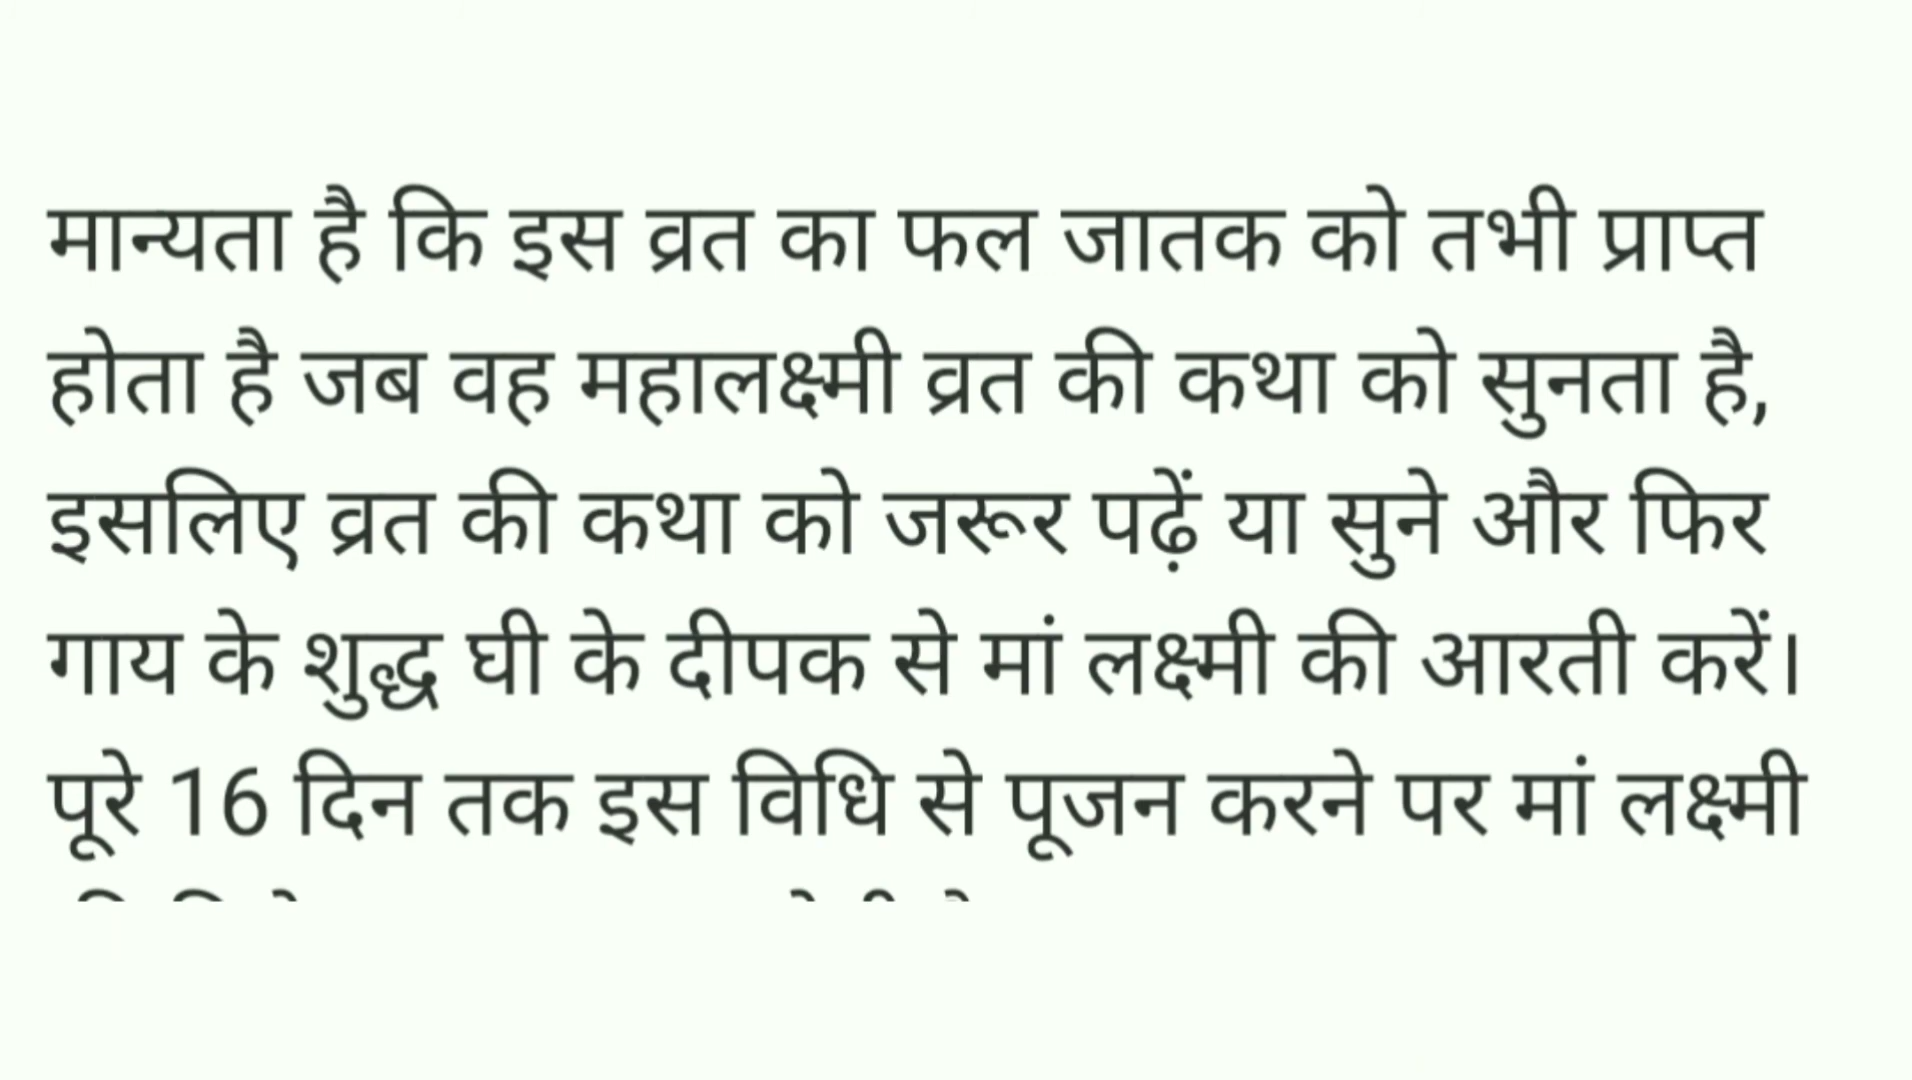 मान्यता है कि इस व्रत का फल जातक को तभी प्राप्त
होता है जब वह महालक्ष्मी व्रत की कथा को सुनता है,
इसलिए व्रत की कथा को जरूर पढ़ें या सुने और फिर
गाय के शुद्ध घी के दीपक से मां लक्ष्मी की आरती करें।
पूरे 16 दिन तक इस विधि से पूजन करने पर मां लक्ष्मी